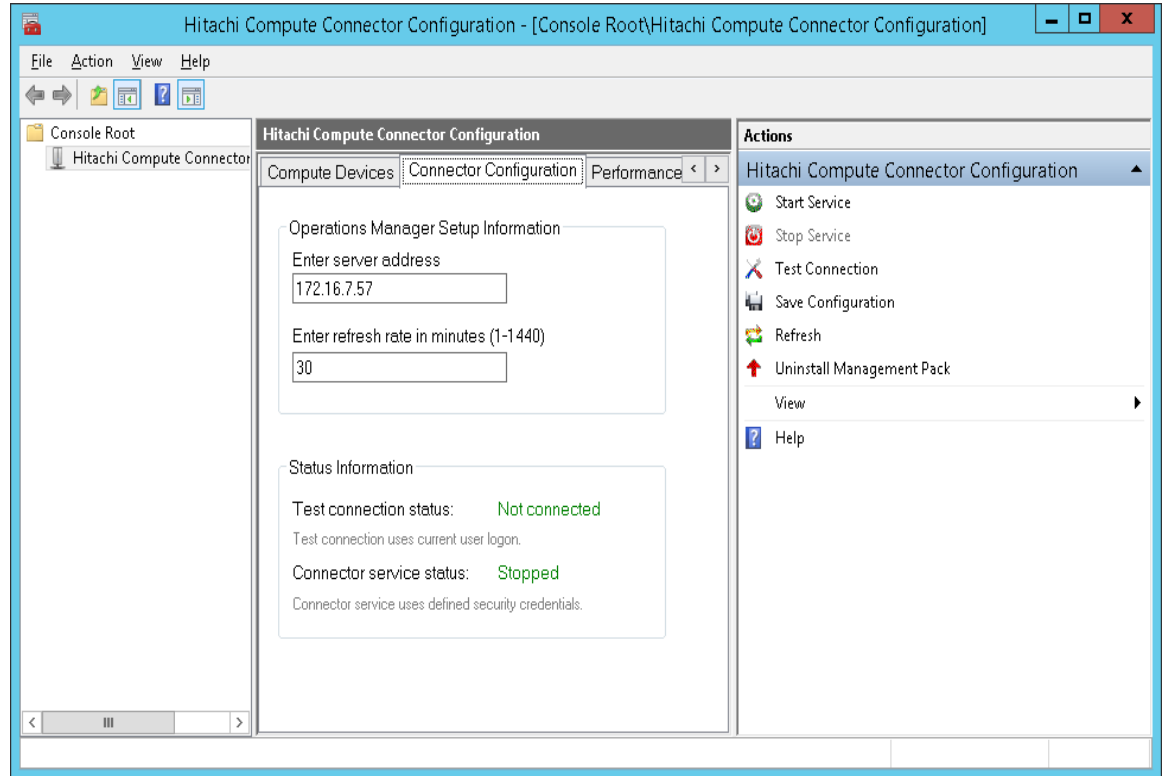 Hitachi Compute Connector Configuration - [Console Root\Hitachi Compute Connector Configuration]
File Action View Help
Console Root
Hitachi Compute Connector
Hitachi Compute Connector Configuration
Compute Devices Connector Configuration Performance
Operations Manager Setup Information
Enter server address
172.16.7.57
Enter refresh rate in minutes (1-1440)
30
Status Information
Test connection status: Not connected
Test connection uses current user logon.
Connector service status: Stopped
Connector service uses defined security credentials.
Actions
Hitachi Compute Connector Configuration
Start Service
Stop Service
Test Connection
Save Configuration
Refresh
Uninstall Management Pack
View
Help